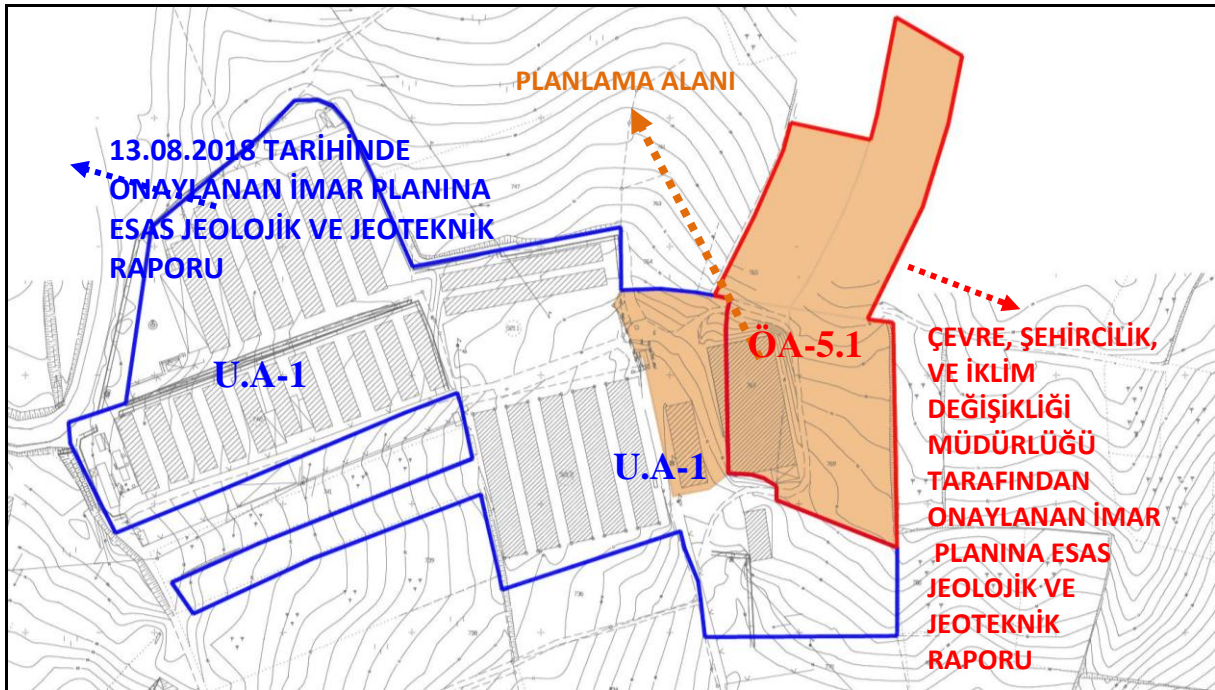 PLANLAMA ALANI
13.08.2018 TARİHİNDE
ONAYLANAN İMAR PLANINA
ESAS JEOLOJİK VE JEOTEKNİK
RAPORU
ÖA-5.1
U.A-1
U.A-1
ÇEVRE, ŞEHİRCİLİK,
VE İKLİM
DEĞİŞİKLİĞİ
MÜDÜRLÜĞÜ
TARAFINDAN
ONAYLANAN İMAR
PLANINA ESAS
JEOLOJİK VE
JEOTEKNİK
RAPORU